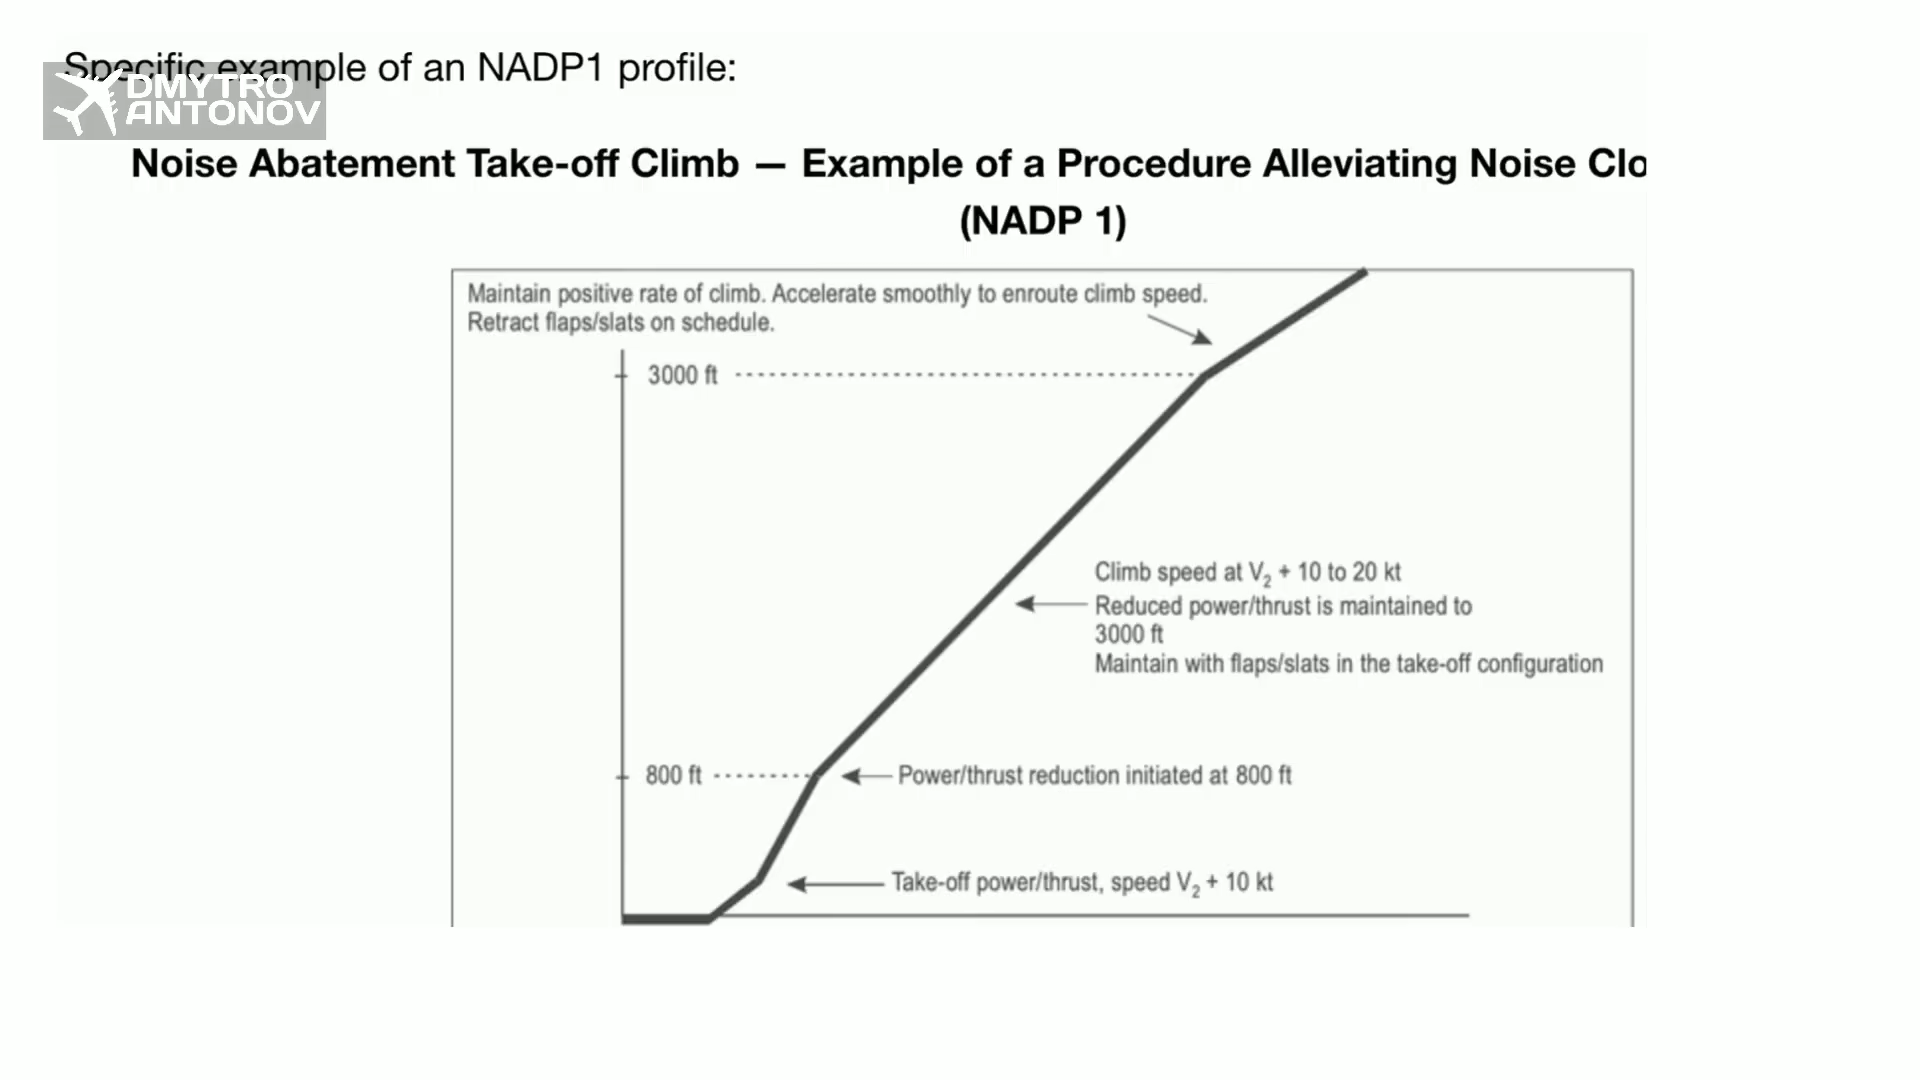 Specific example of an NADP1 profile:
DMYTRO
ANTONOV
Noise Abatement Take-off Climb — Example of a Procedure Alleviating Noise Clo
(NADP 1)
Maintain positive rate of climb. Accelerate smoothly to enroute climb speed.
Retract flaps/slats on schedule.
3000 ft
Climb speed at V₂ + 10 to 20 kt
Reduced power/thrust is maintained to
3000 ft
Maintain with flaps/slats in the take-off configuration
800 ft
Power/thrust reduction initiated at 800 ft
Take-off power/thrust, speed V₂ + 10 kt